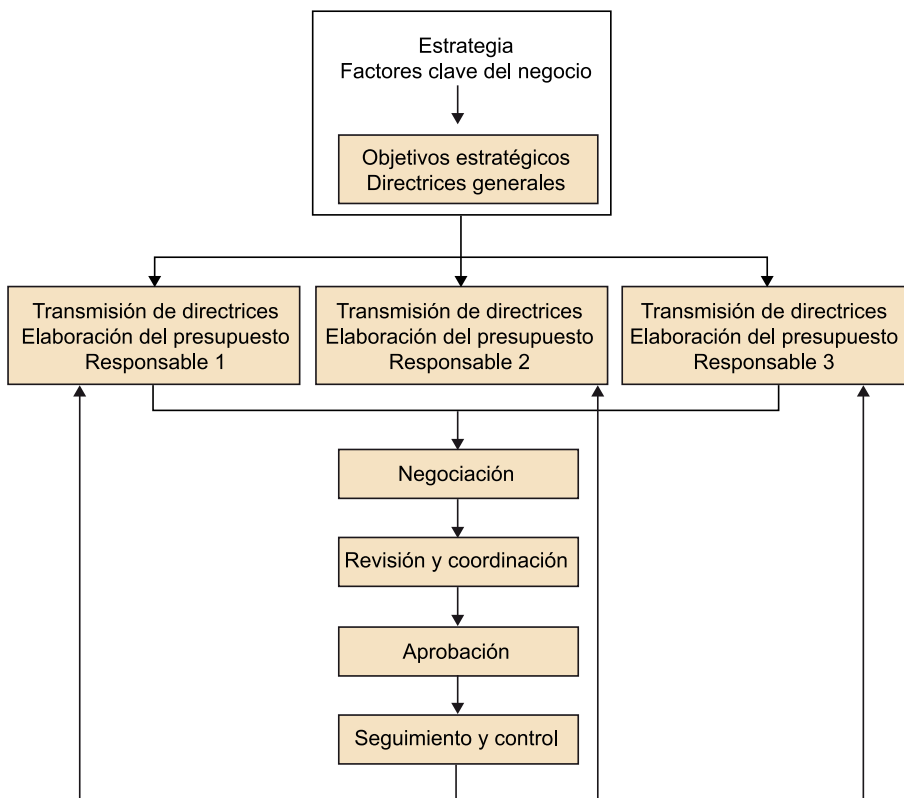 Estrategia
Factores clave del negocio
Objetivos estratégicos
Directrices generales
Transmisión de directrices
Elaboración del presupuesto
Responsable 1
Transmisión de directrices
Elaboración del presupuesto
Responsable 2
Transmisión de directrices
Elaboración del presupuesto
Responsable 3
Negociación
Revisión y coordinación
Aprobación
Seguimiento y control